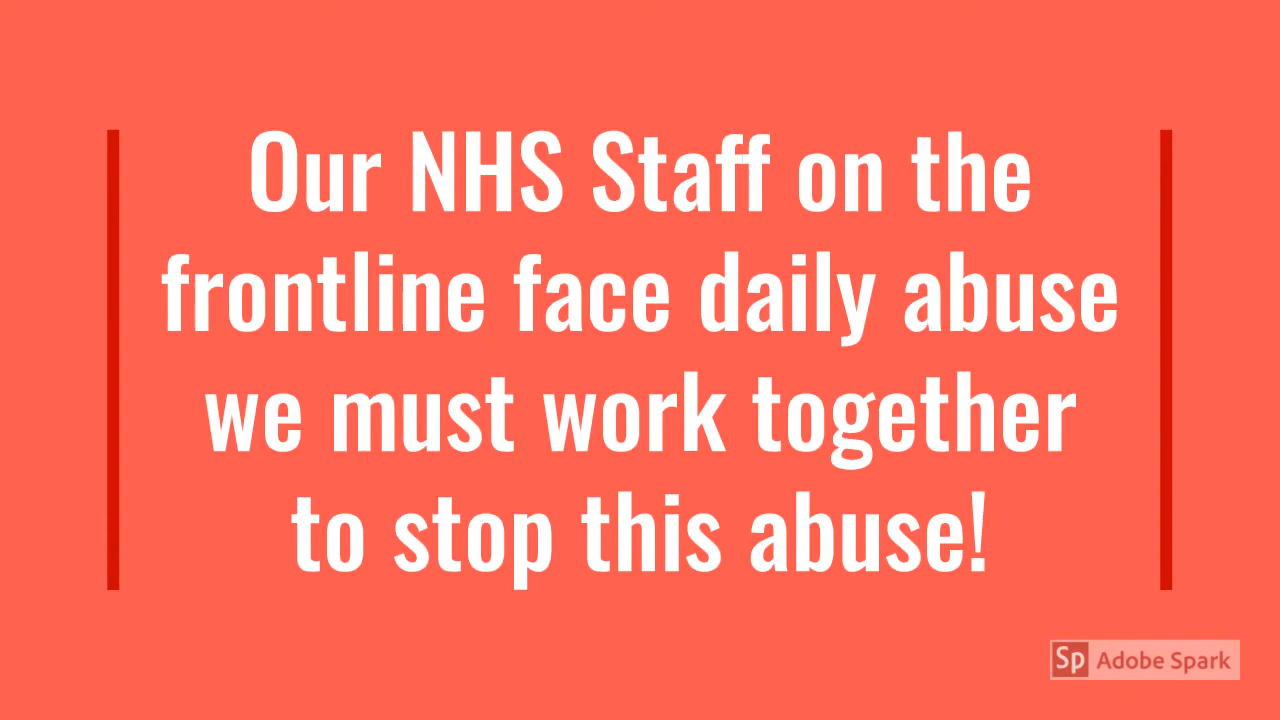 Our NHS Staff on the
frontline face daily abuse
we must work together
to stop this abuse!
Sp Adobe Spark